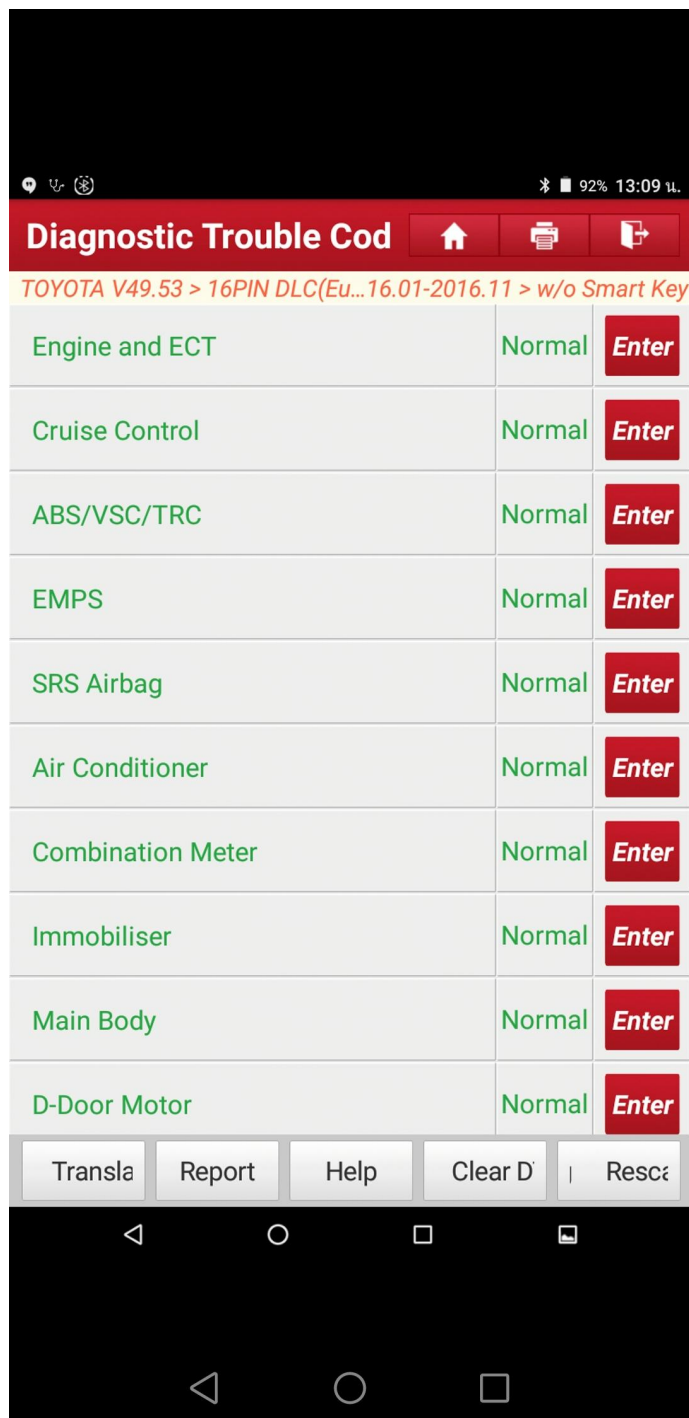 92% 13:09 น.
Diagnostic Trouble Cod
TOYOTA V49.53 > 16PIN DLC(Eu...16.01-2016.11 > w/o Smart Key
Engine and ECT Normal Enter
Cruise Control Normal Enter
ABS/VSC/TRC Normal Enter
EMPS Normal Enter
SRS Airbag Normal Enter
Air Conditioner Normal Enter
Combination Meter Normal Enter
Immobiliser Normal Enter
Main Body Normal Enter
D-Door Motor Normal Enter
Transla Report Help Clear D Resca